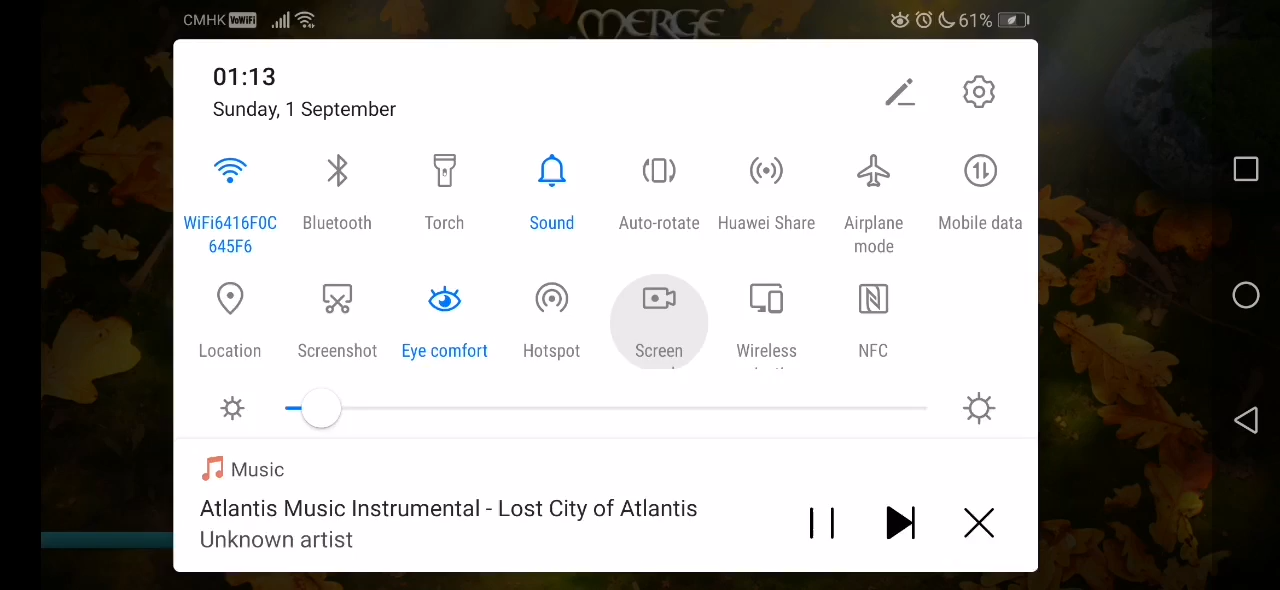 CMHK VoWiFi 61%
MERGE
01:13
Sunday, 1 September
WiFi6416F0C
645F6
Bluetooth
Torch
Sound
Auto-rotate
Huawei Share
Airplane
mode
Mobile data
Location
Screenshot
Eye comfort
Hotspot
Screen
Wireless
NFC
Music
Atlantis Music Instrumental - Lost City of Atlantis
Unknown artist